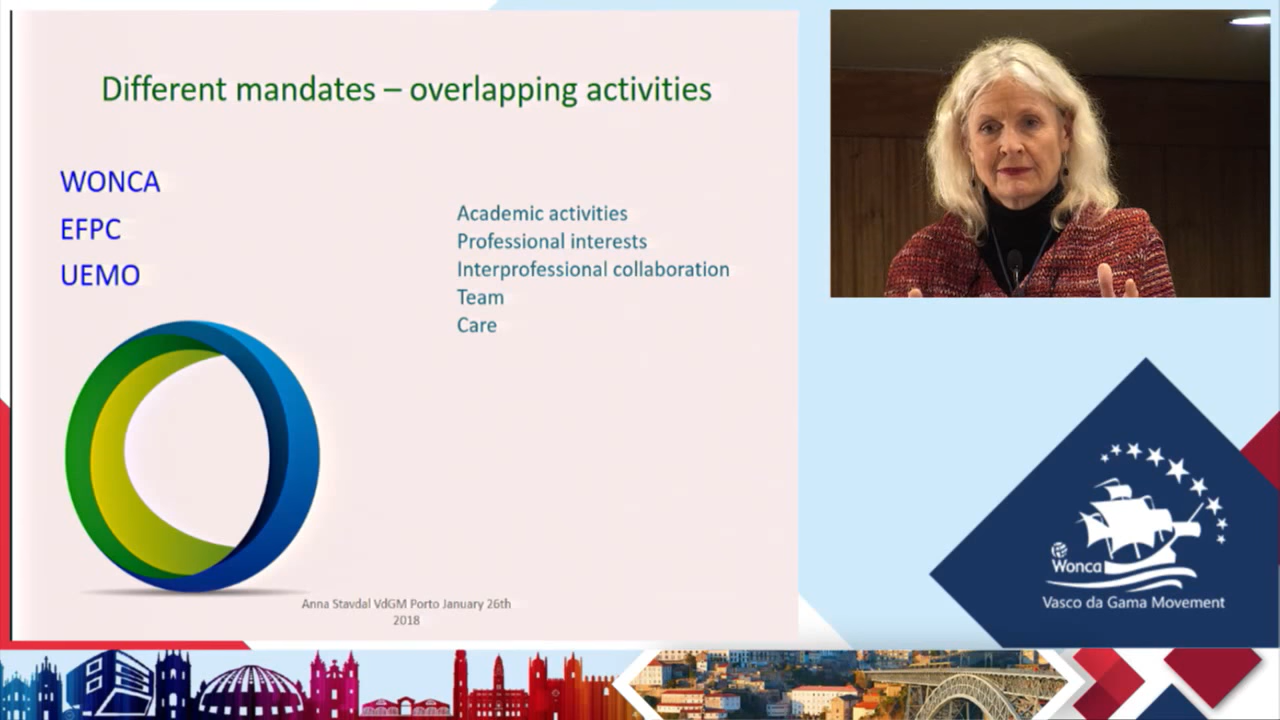 Different mandates – overlapping activities
WONCA
EFPC
UEMO
Academic activities
Professional interests
Interprofessional collaboration
Team
Care
Anna Stavdal VdGM Porto January 26th
2018
Wonca
Vasco da Gama Movement